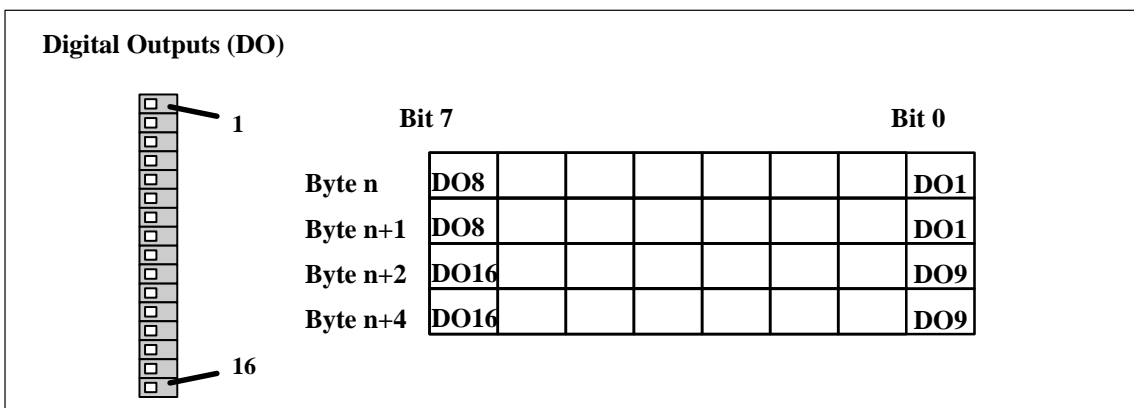 Digital Outputs (DO)
1
Bit 7 Bit 0
Byte n DO8 DO1
Byte n+1 DO8 DO1
Byte n+2 DO16 DO9
Byte n+4 DO16 DO9
16